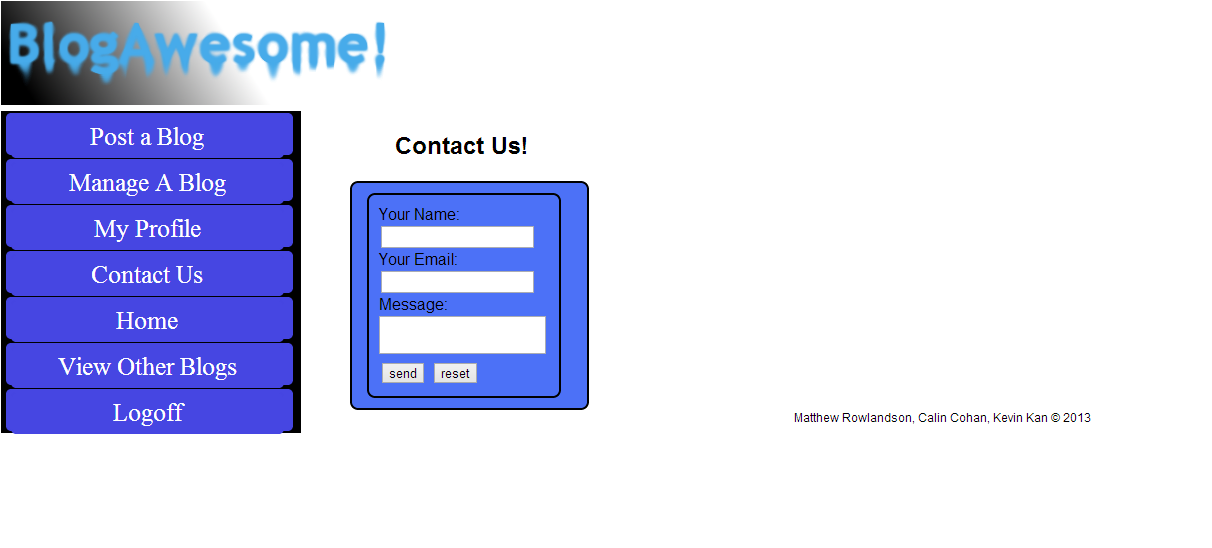 BlogAwesome!
Post a Blog
Manage A Blog
My Profile
Contact Us
Home
View Other Blogs
Logoff
Contact Us!
Your Name:
Your Email:
Message:
send reset
Matthew Rowlandson, Calin Cohan, Kevin Kan © 2013